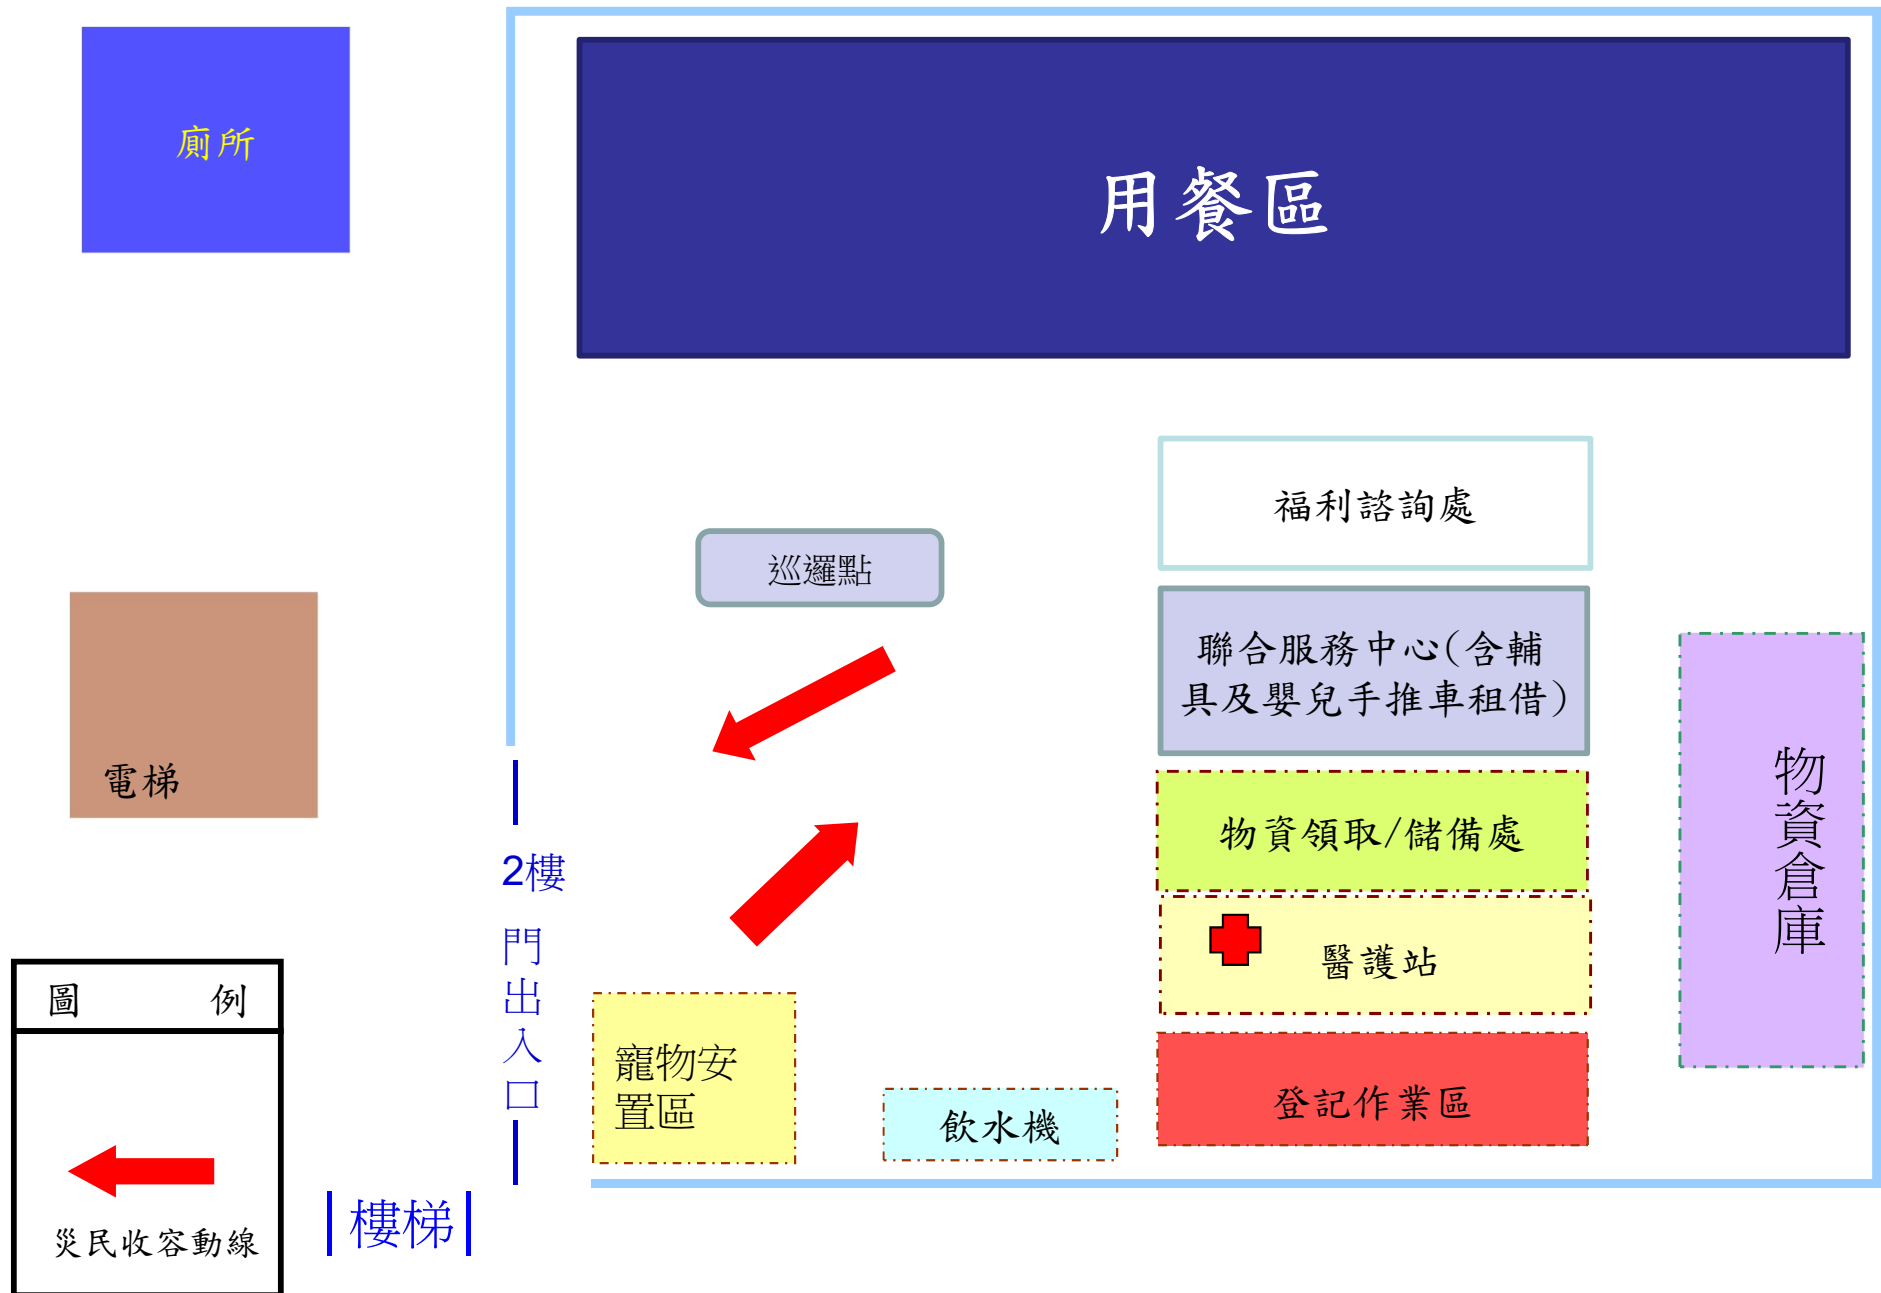 廁所
用餐區
福利諮詢處
巡邏點
聯合服務中心(含輔
具及嬰兒手推車租借)
電梯
物資倉庫
物資領取/儲備處
2樓
門出入口
醫護站
圖 例
寵物安
置區
飲水機
登記作業區
樓梯
災民收容動線